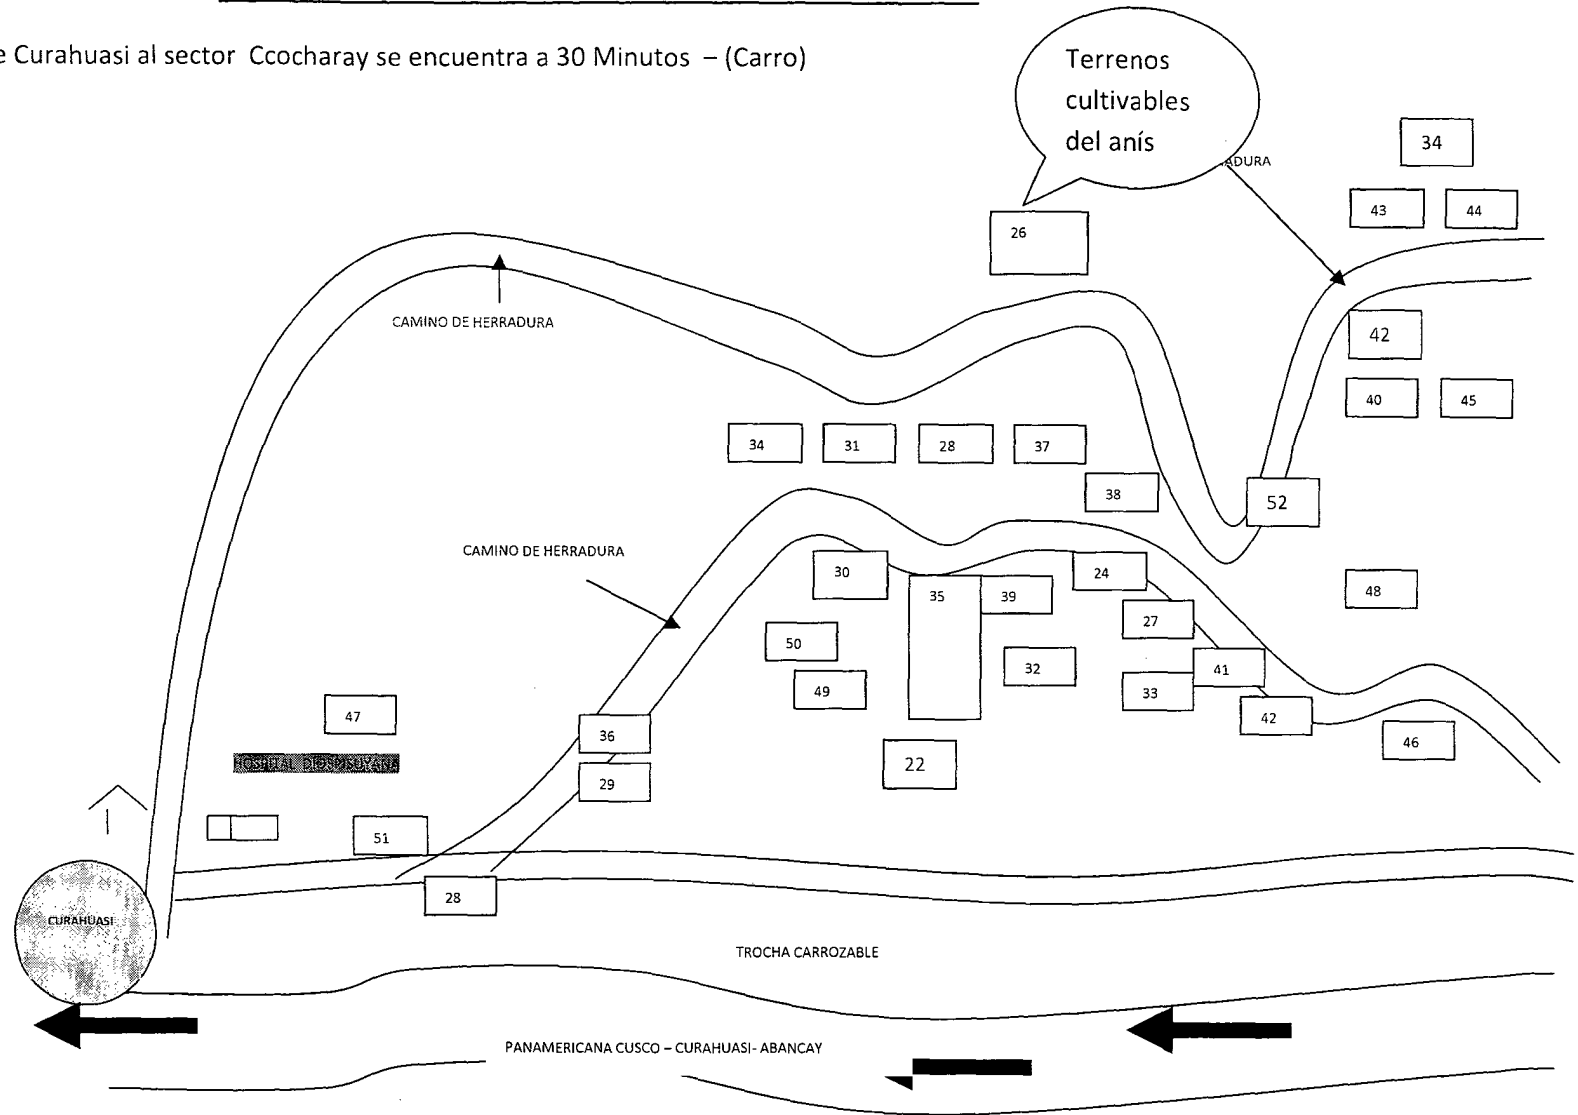 e Curahuasi al sector Ccocharay se encuentra a 30 Minutos – (Carro)
Terrenos
cultivables
del anís
ADURA
34
43
44
26
CAMINO DE HERRADURA
42
40
45
34
31
28
37
38
52
CAMINO DE HERRADURA
30
35
39
24
48
27
50
32
41
49
33
47
36
42
46
22
HOSPITAL DIOSPISUYANA
29
51
28
CURAHUASI
TROCHA CARROZABLE
PANAMERICANA CUSCO – CURAHUASI- ABANCAY